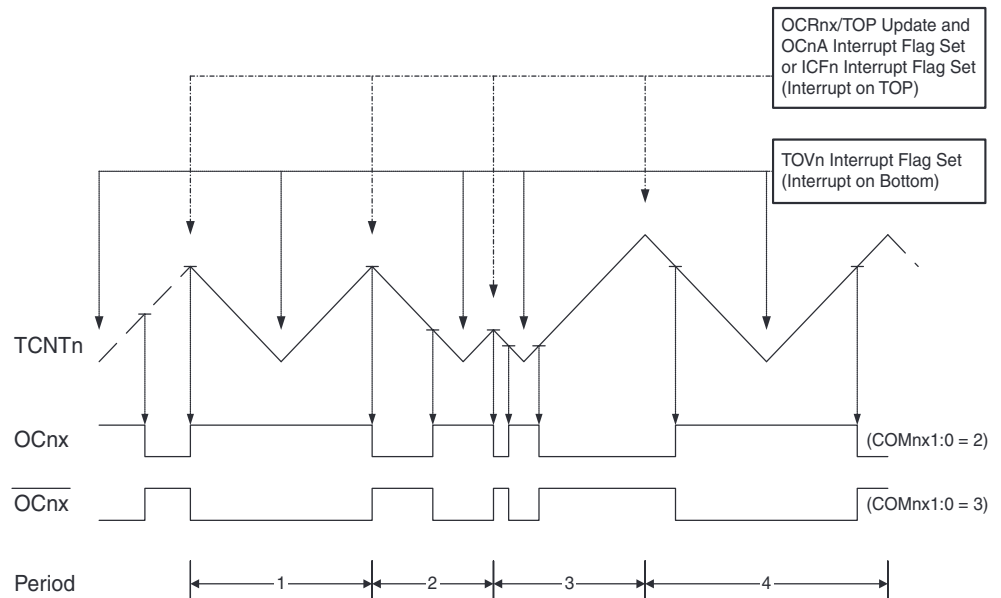 OCRnx/TOP Update and
OCnA Interrupt Flag Set
or ICFn Interrupt Flag Set
(Interrupt on TOP)
TOVn Interrupt Flag Set
(Interrupt on Bottom)
TCNTn
OCnx
(COMnx1:0 = 2)
OCnx
(COMnx1:0 = 3)
Period
1
2
3
4